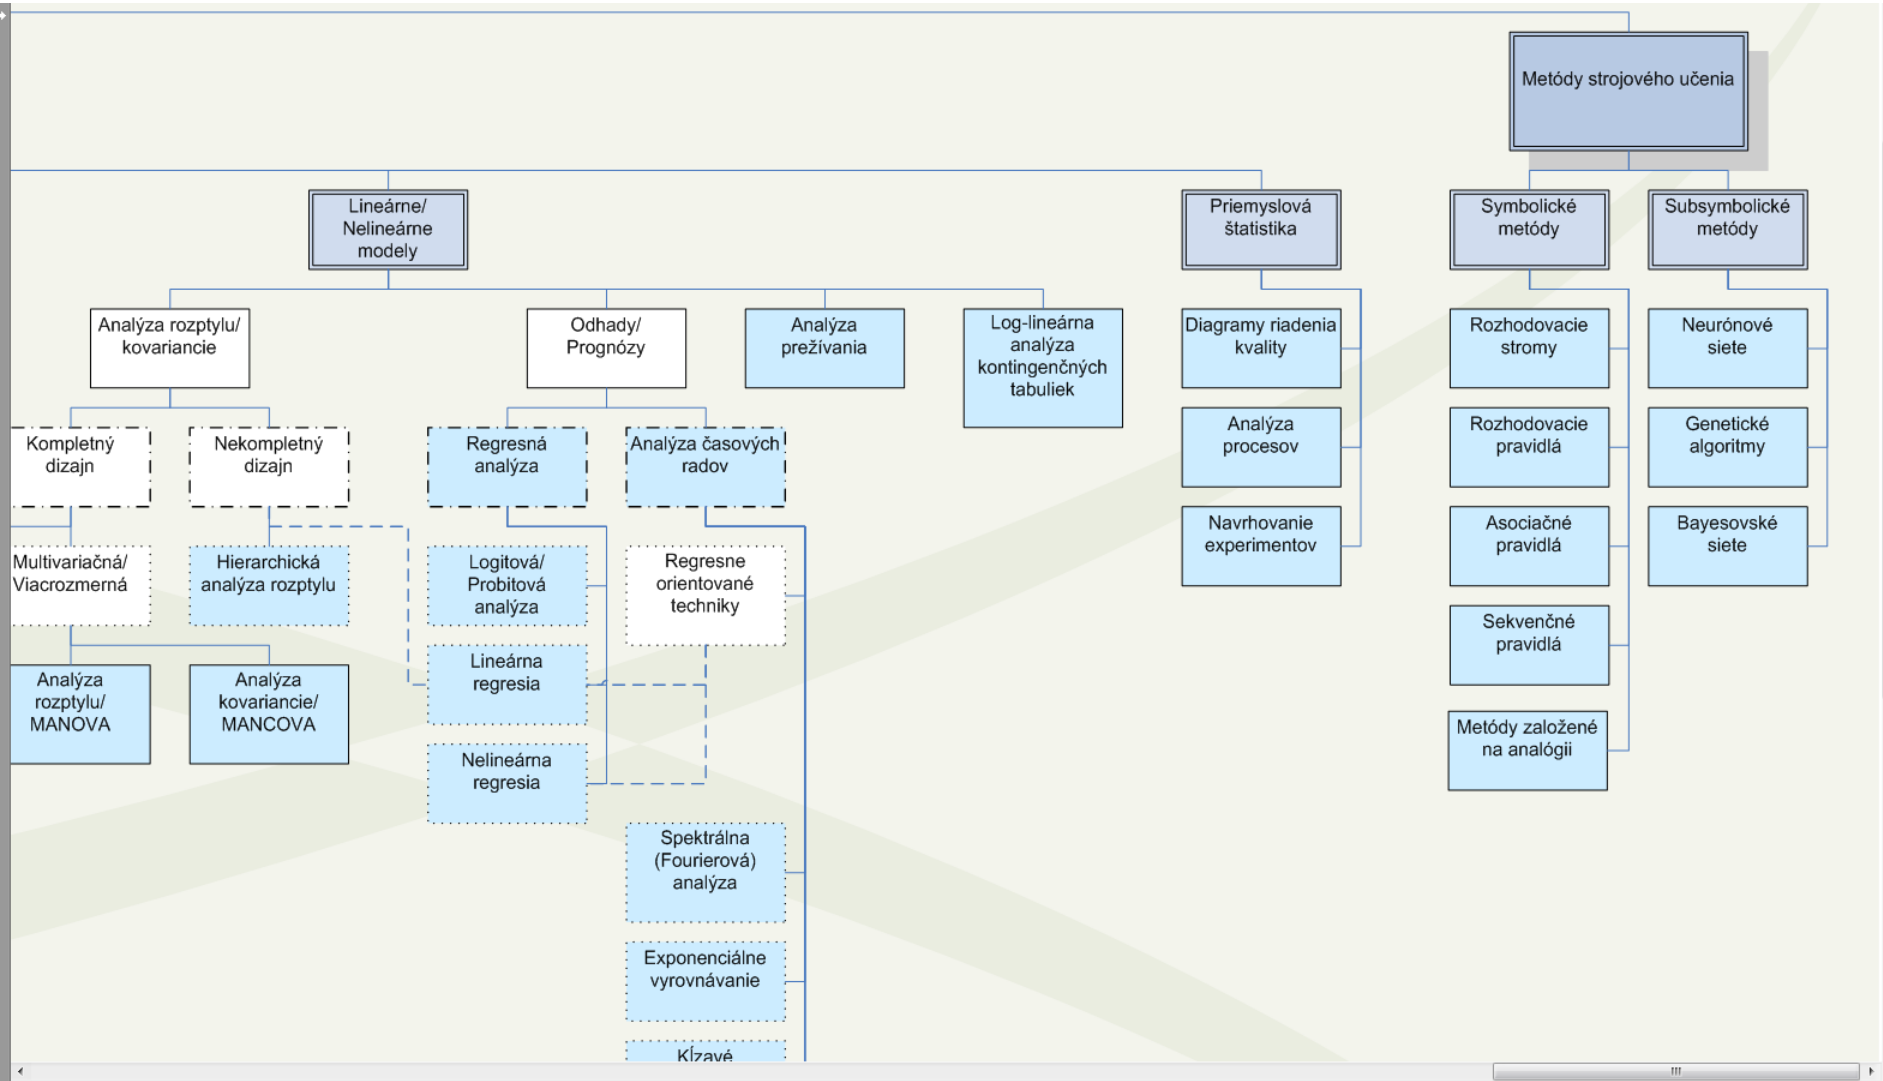 Metódy strojového učenia
Lineárne/
Nelineárne
modely
Priemyslová
štatistika
Symbolické
metódy
Subsymbolické
metódy
Analýza rozptylu/
kovariancie
Odhady/
Prognózy
Analýza
prežívania
Log-lineárna
analýza
kontingenčných
tabuliek
Diagramy riadenia
kvality
Rozhodovacie
stromy
Neurónové
siete
Kompletný
dizajn
Nekompletný
dizajn
Regresná
analýza
Analýza časových
radov
Analýza
procesov
Rozhodovacie
pravidlá
Genetické
algoritmy
Navrhovanie
experimentov
Asociačné
pravidlá
Bayesovské
siete
Multivariačná/
Viacrozmerná
Hierarchická
analýza rozptylu
Logitová/
Probitová
analýza
Regresne
orientované
techniky
Sekvenčné
pravidlá
Analýza
rozptylu/
MANOVA
Analýza
kovariancie/
MANCOVA
Lineárna
regresia
Metódy založené
na analógii
Nelineárna
regresia
Spektrálna
(Fourierová)
analýza
Exponenciálne
vyrovnávanie
Kĺzavé